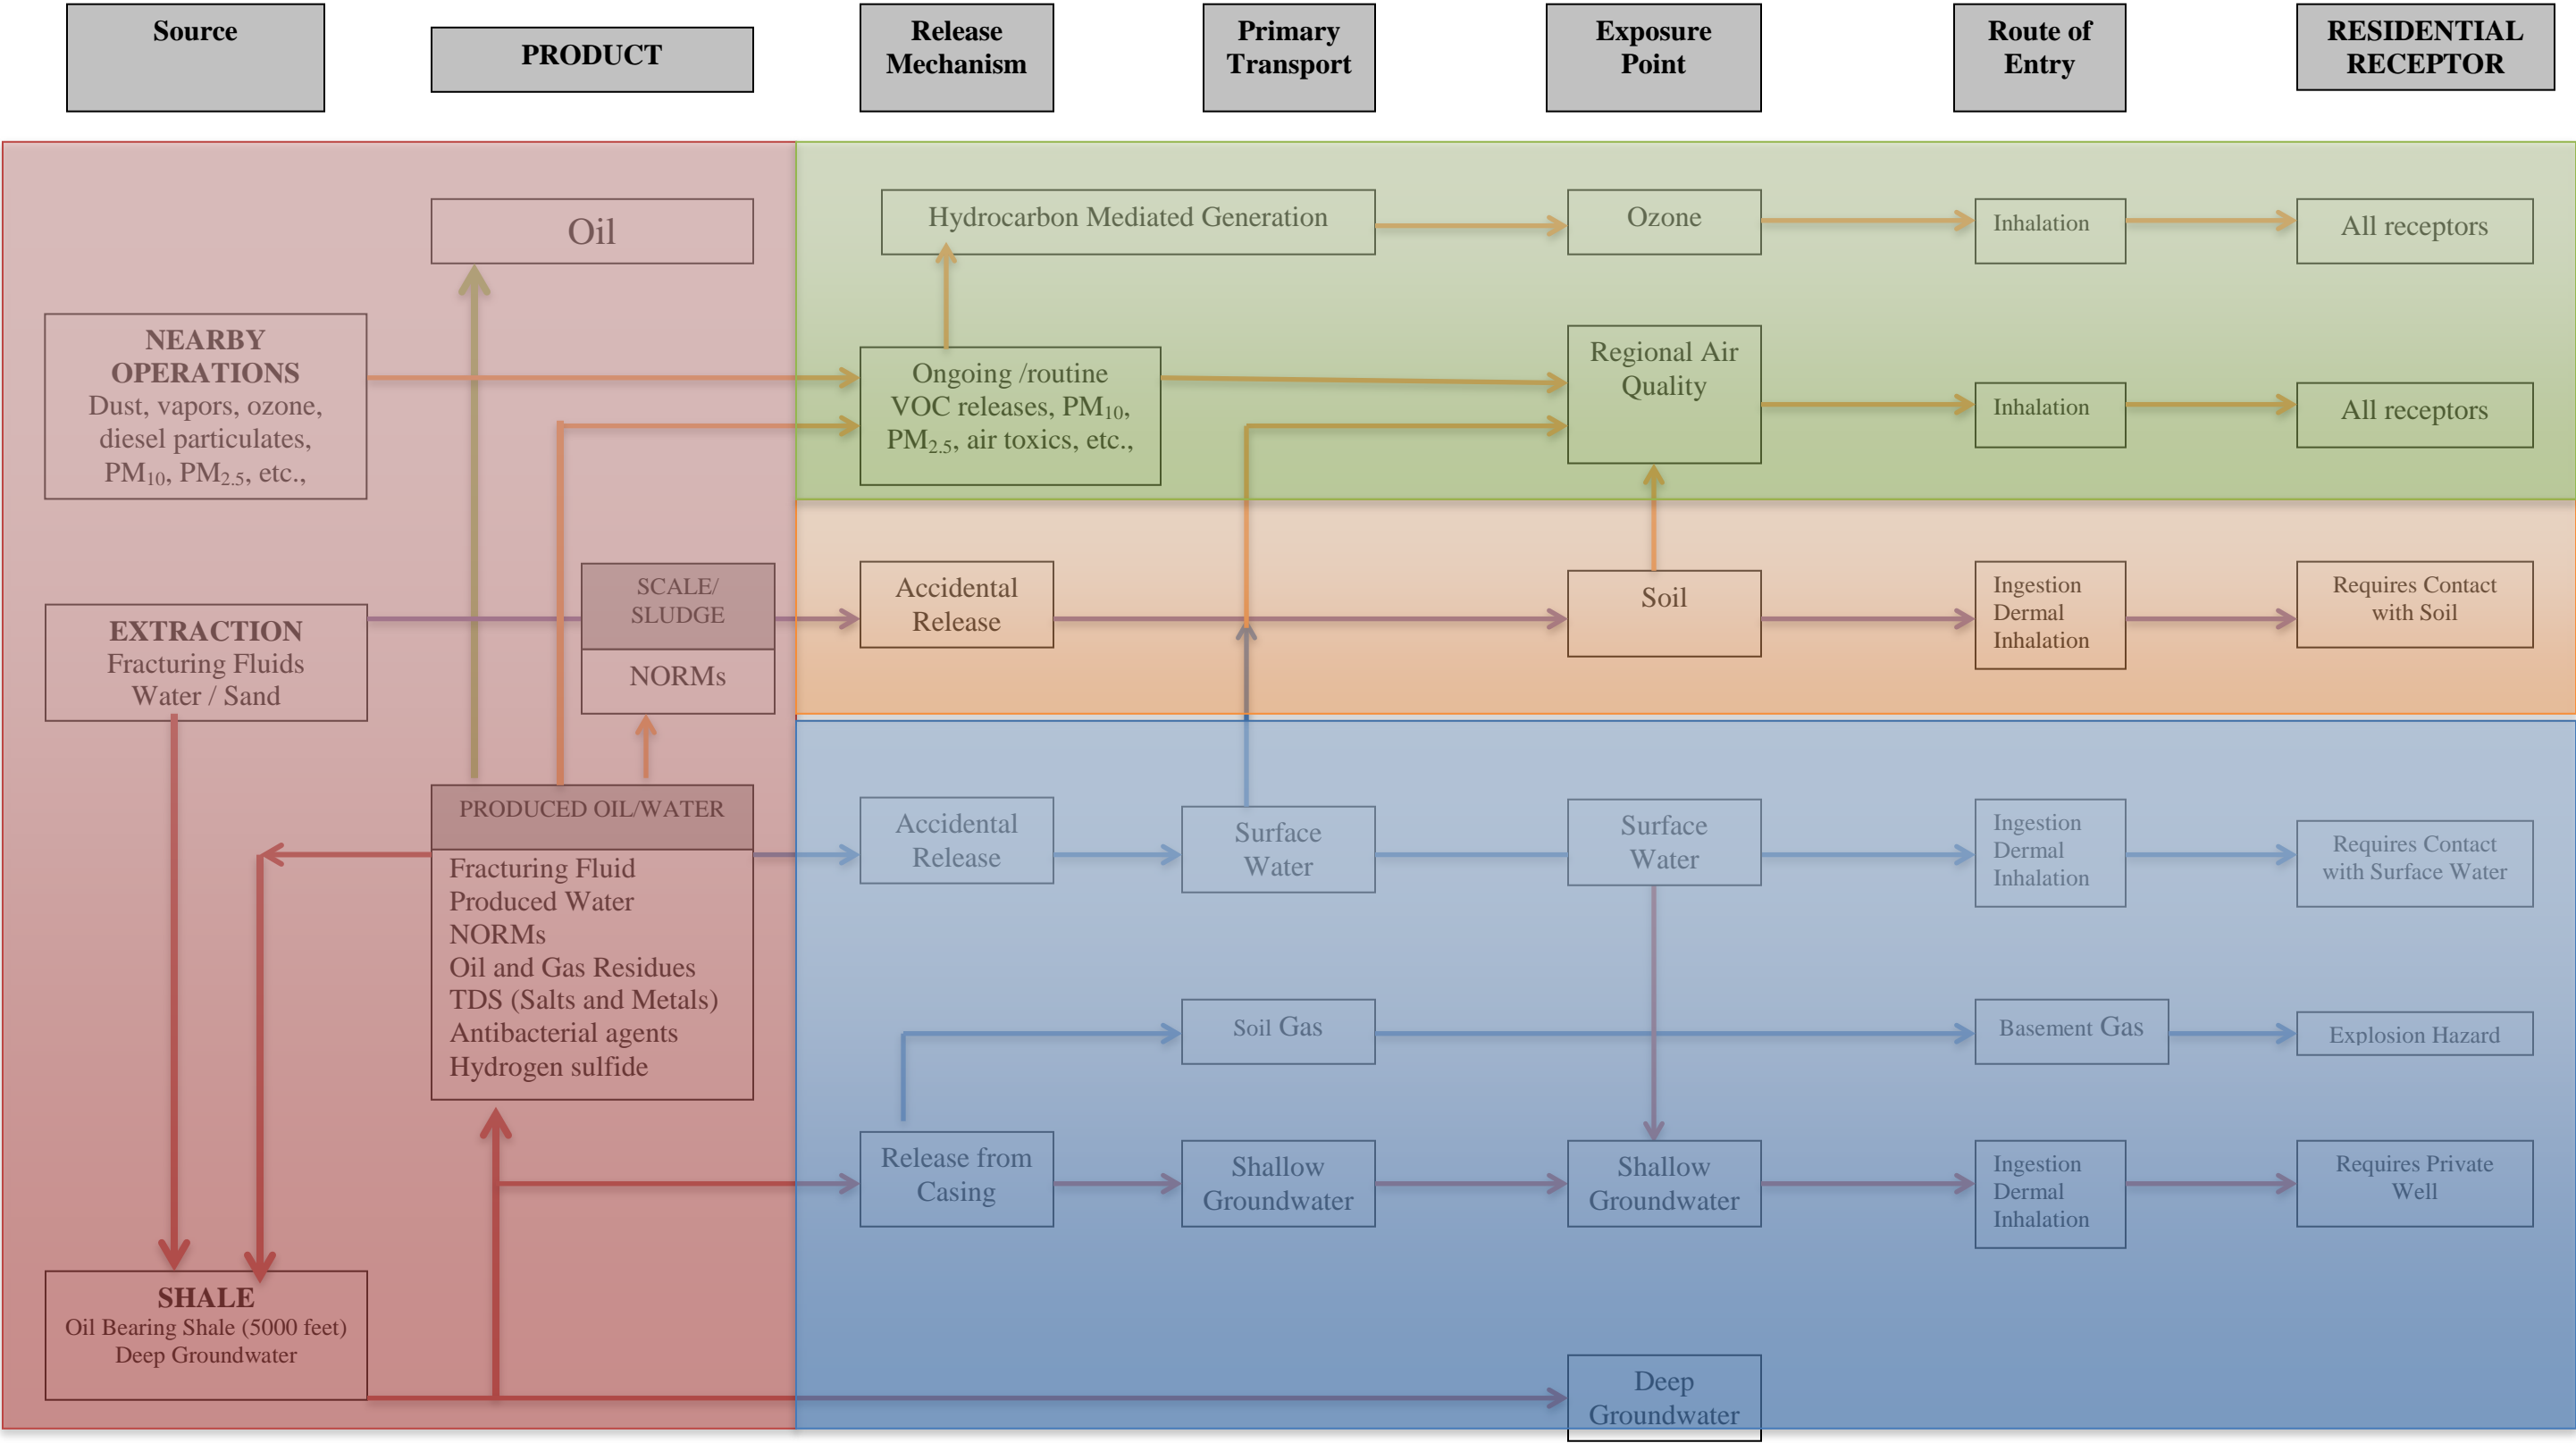 Source
PRODUCT
Release
Mechanism
Primary
Transport
Exposure
Point
Route of
Entry
RESIDENTIAL
RECEPTOR
Oil
Hydrocarbon Mediated Generation
Ozone
Inhalation
All receptors
NEARBY
OPERATIONS
Dust, vapors, ozone,
diesel particulates,
PM10, PM2.5, etc.,
Ongoing /routine
VOC releases, PM10,
PM2.5, air toxics, etc.,
Regional Air
Quality
Inhalation
All receptors
EXTRACTION
Fracturing Fluids
Water / Sand
SCALE/
SLUDGE
NORMs
Accidental
Release
Soil
Ingestion
Dermal
Inhalation
Requires Contact
with Soil
PRODUCED OIL/WATER
Fracturing Fluid
Produced Water
NORMs
Oil and Gas Residues
TDS (Salts and Metals)
Antibacterial agents
Hydrogen sulfide
Accidental
Release
Surface
Water
Surface
Water
Ingestion
Dermal
Inhalation
Requires Contact
with Surface Water
Soil Gas
Basement Gas
Explosion Hazard
Release from
Casing
Shallow
Groundwater
Shallow
Groundwater
Ingestion
Dermal
Inhalation
Requires Private
Well
SHALE
Oil Bearing Shale (5000 feet)
Deep Groundwater
Deep
Groundwater